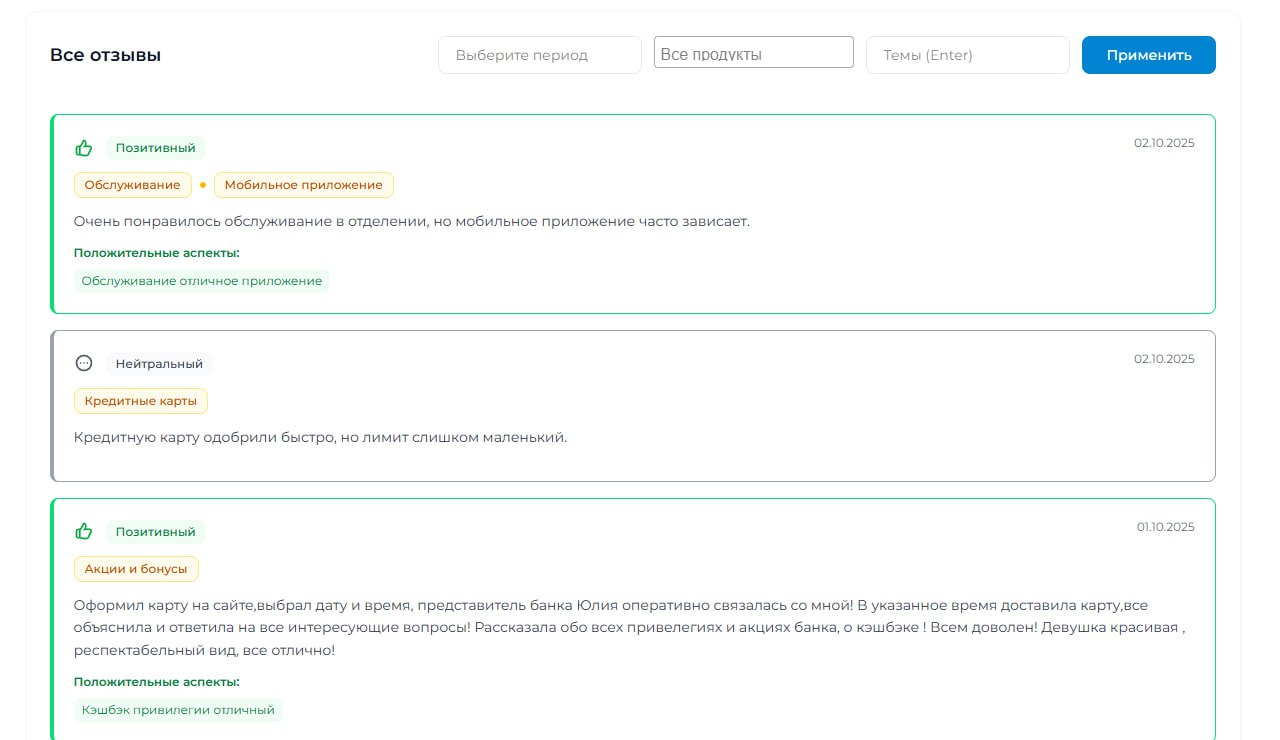 Все отзывы
Выберите период
Все продукты
Темы (Enter)
Применить
Позитивный
02.10.2025
Обслуживание • Мобильное приложение
Очень понравилось обслуживание в отделении, но мобильное приложение часто зависает.
Положительные аспекты:
Обслуживание отличное приложение
Нейтральный
02.10.2025
Кредитные карты
Кредитную карту одобрили быстро, но лимит слишком маленький.
Позитивный
01.10.2025
Акции и бонусы
Оформил карту на сайте,выбрал дату и время, представитель банка Юлия оперативно связалась со мной! В указанное время доставила карту,все
объяснила и ответила на все интересующие вопросы! Рассказала обо всех привелегиях и акциях банка, о кэшбэке ! Всем доволен! Девушка красивая ,
респектабельный вид, все отлично!
Положительные аспекты:
Кэшбэк привилегии отличный